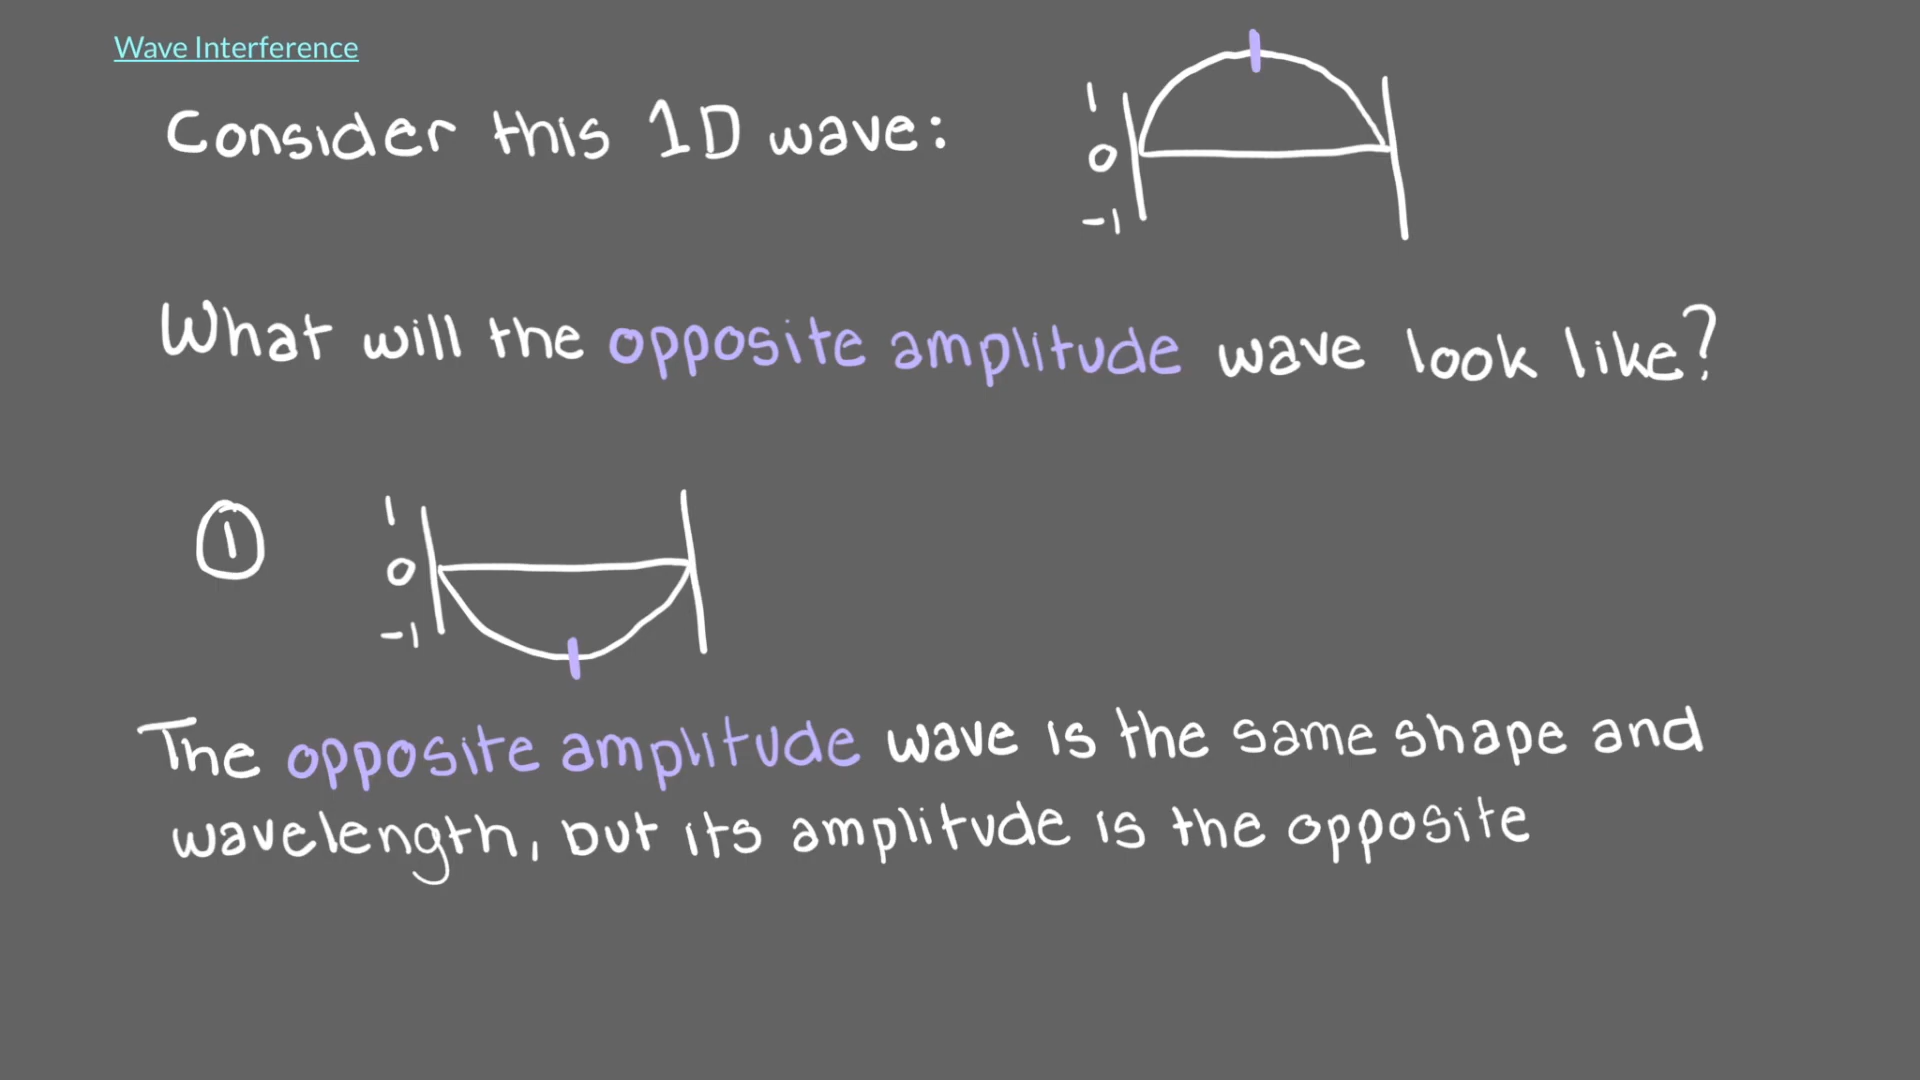 Wave Interference
Consider this 1D wave:
1
0
-1
What will the opposite amplitude wave look like?
1
1
0
-1
The opposite amplitude wave is the same shape and
wavelength, but its amplitude is the opposite